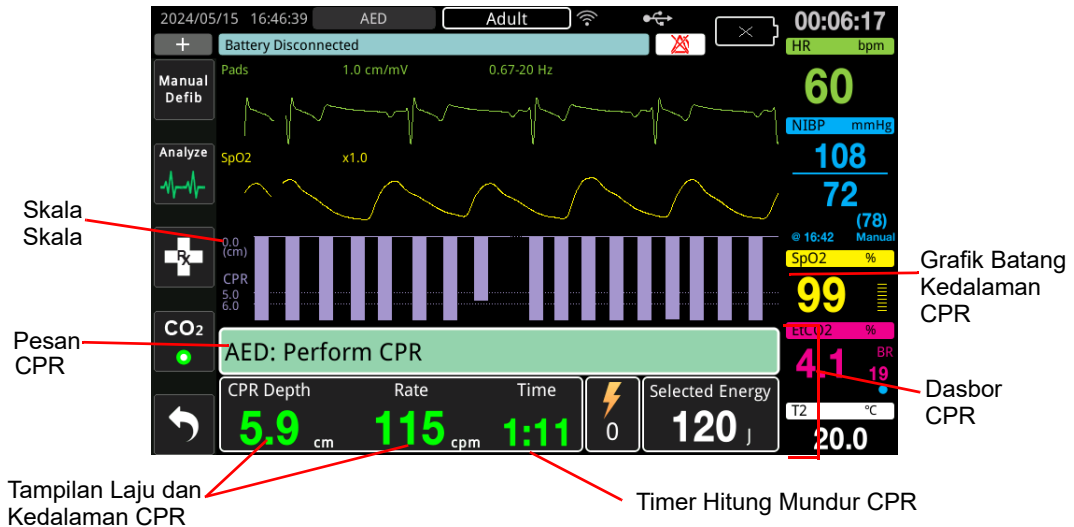 2024/05/15 16:46:39 AED Adult 00:06:17
+ Battery Disconnected HR bpm
Manual
Defib
Pads 1.0 cm/mV 0.67-20 Hz
60
NIBP mmHg
Analyze
SpO2 x1.0
108
72
(78)
@ 16:42 Manual
Skala
Skala
0.0
(cm)
CPR
5.0
6.0
Rx
SpO2 %
99
Grafik Batang
Kedalaman
CPR
CO2
Pesan
CPR
AED: Perform CPR
EtCO2 %
4.1 BR
19
Dasbor
CPR
CPR Depth Rate Time Selected Energy
5.9 cm 115 cpm 1:11 0 120 J
T2 °C
20.0
Tampilan Laju dan
Kedalaman CPR
Timer Hitung Mundur CPR